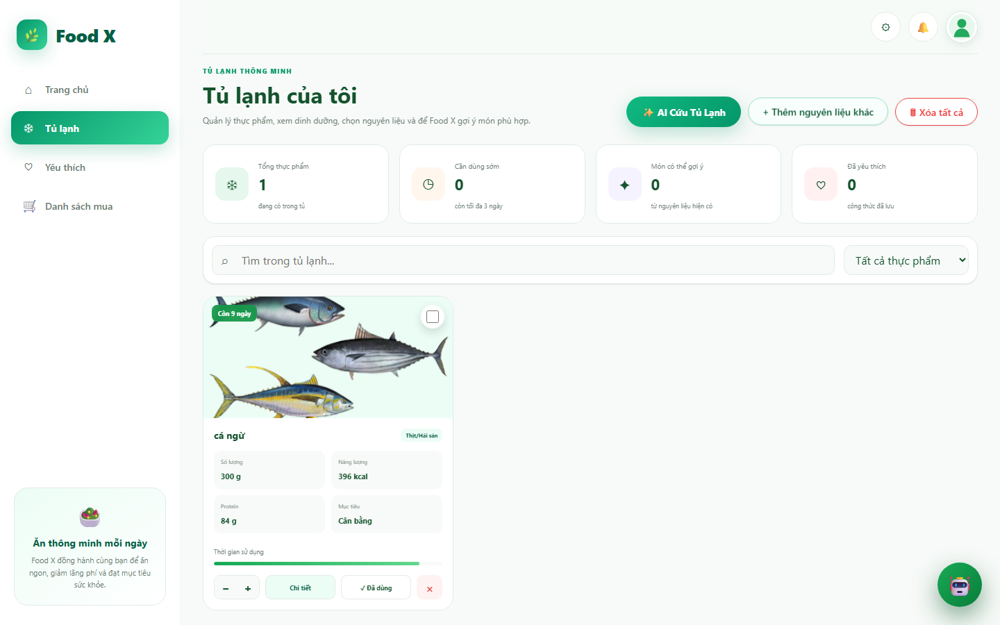 Food X
Trang chủ
Tủ lạnh
Yêu thích
Danh sách mua
Ăn thông minh mỗi ngày
Food X đồng hành cùng bạn để ăn
ngon, giảm lãng phí và đạt mục tiêu
sức khỏe.
TỦ LẠNH THÔNG MINH
Tủ lạnh của tôi
Quản lý thực phẩm, xem dinh dưỡng, chọn nguyên liệu và để Food X gợi ý món phù hợp.
✨ AI Cứu Tủ Lạnh
+ Thêm nguyên liệu khác
Xóa tất cả
Tổng thực phẩm
1
đang có trong tủ
Cần dùng sớm
0
còn tối đa 3 ngày
Món có thể gợi ý
0
từ nguyên liệu hiện có
Đã yêu thích
0
công thức đã lưu
Tìm trong tủ lạnh...
Tất cả thực phẩm
Còn 9 ngày
cá ngừ
Thịt/Hải sản
Số lượng
300 g
Năng lượng
396 kcal
Protein
84 g
Mục tiêu
Cân bằng
Thời gian sử dụng
− + Chi tiết ✓ Đã dùng ×